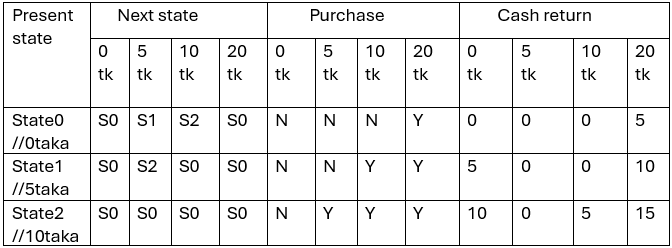 Present state Next state Purchase Cash return
0 tk 5 tk 10 tk 20 tk 0 tk 5 tk 10 tk 20 tk 0 tk 5 tk 10 tk 20 tk
State0 //0taka S0 S1 S2 S0 N N N Y 0 0 0 5
State1 //5taka S0 S2 S0 S0 N N Y Y 5 0 0 10
State2 //10taka S0 S0 S0 S0 N Y Y Y 10 0 5 15